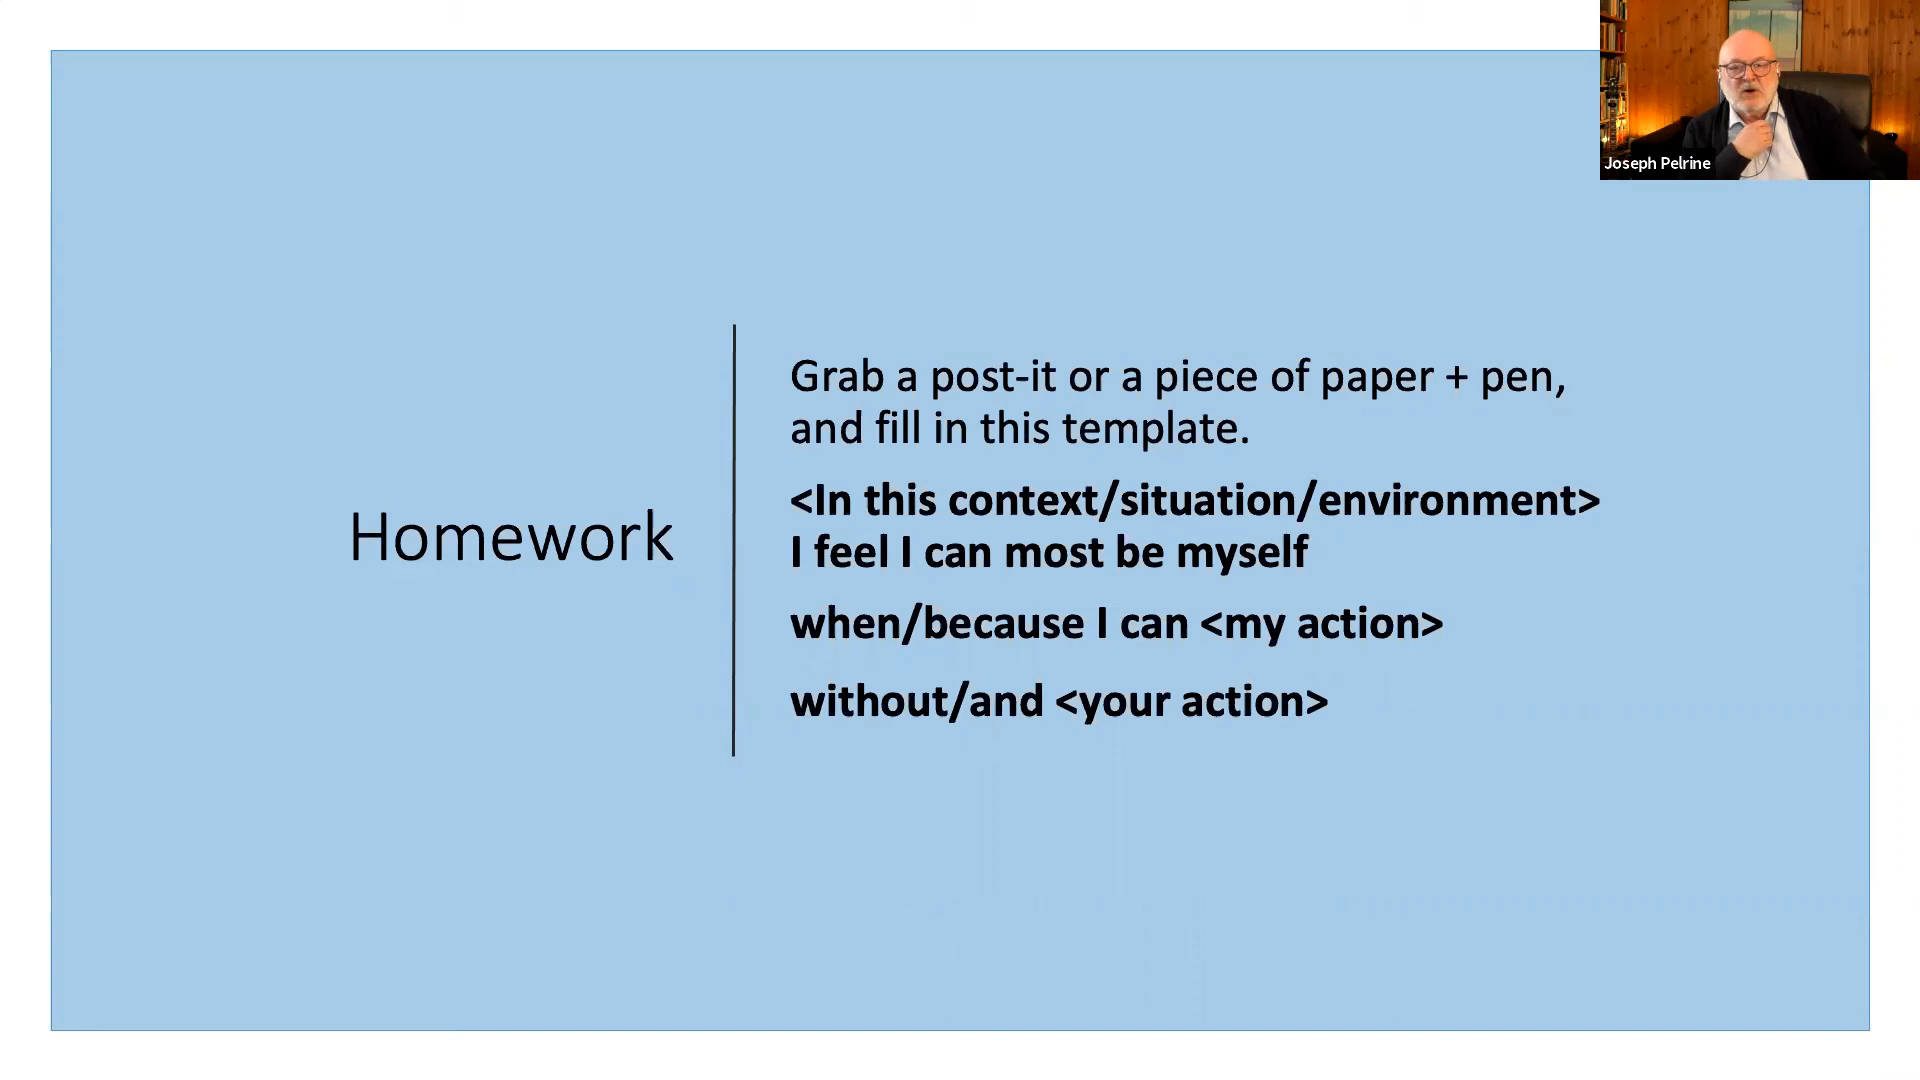 Joseph Pelrine
Homework
Grab a post-it or a piece of paper + pen,
and fill in this template.
<In this context/situation/environment>
I feel I can most be myself
when/because I can <my action>
without/and <your action>